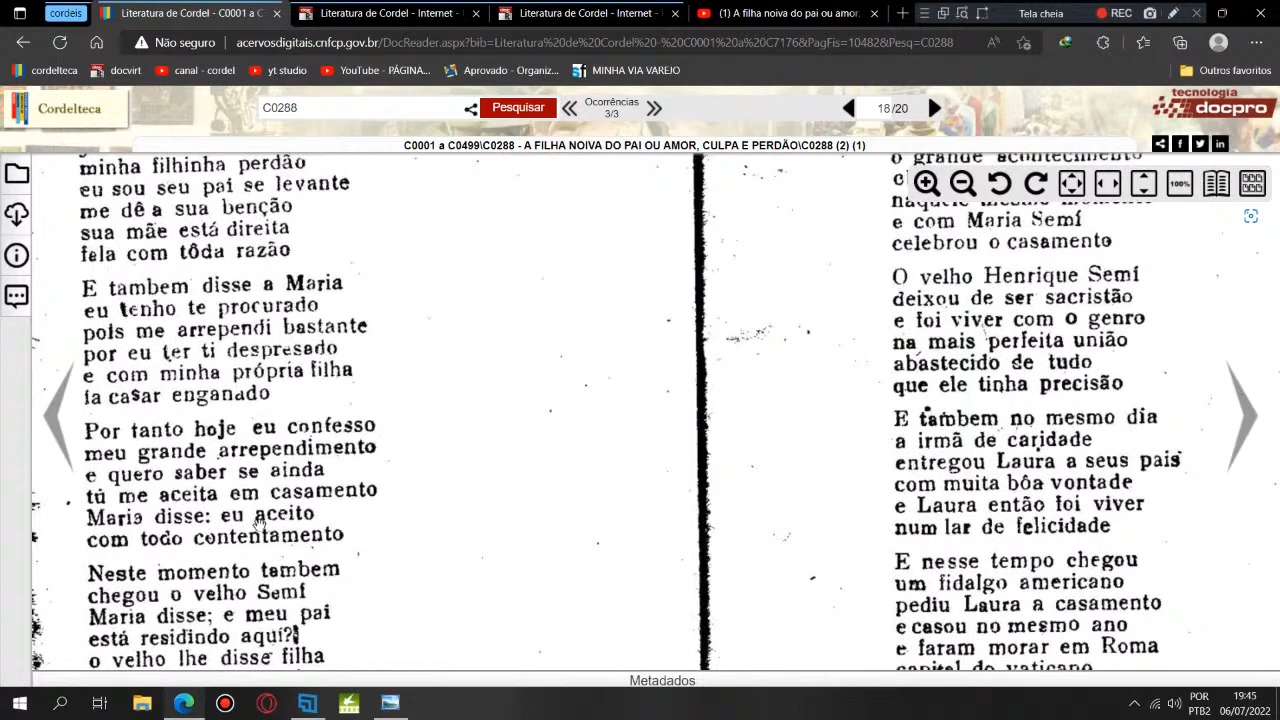 cordeis
Literatura de Cordel - C0001 a C
Literatura de Cordel - Internet -
Literatura de Cordel - Internet -
(1) A filha noiva do pai ou amor,
Tela cheia
REC
Não seguro
acervosdigitais.cnfcp.gov.br/DocReader.aspx?bib=Literatura%20de%20Cordel%20-%20C0001%20a%20C7176&PagFis=10482&Pesq=C0288
cordelteca
docvirt
canal - cordel
yt studio
YouTube - PÁGINA...
Aprovado - Organiz...
MINHA VIA VAREJO
Outros favoritos
Cordelteca
C0288
Pesquisar
Ocorrências
3/3
18/20
tecnologia
docpro
C0001 a C0499\C0288 - A FILHA NOIVA DO PAI OU AMOR, CULPA E PERDÃO\C0288 (2) (1)
100%
minha filhinha perdão
eu sou seu pai se levante
me dê a sua benção
sua mãe está direita
fala com tôda razão
E tambem disse a Maria
eu tenho te procurado
pois me arrependi bastante
por eu ter ti despresado
e com minha própria filha
ia casar enganado
Por tanto hoje eu confesso
meu grande arrependimento
e quero saber se ainda
tú me aceita em casamento
Maria disse: eu aceito
com todo contentamento
Neste momento tambem
chegou o velho Semí
Maria disse; e meu pai
está residindo aqui?
o velho lhe disse filha
o grande acontecimento
naquele mesmo momento
e com Maria Semí
celebrou o casamento
O velho Henrique Semí
deixou de ser sacristão
e foi viver com o genro
na mais perfeita união
abastecido de tudo
que ele tinha precisão
E tambem no mesmo dia
a irmã de caridade
entregou Laura a seus pais
com muita bôa vontade
e Laura então foi viver
num lar de felicidade
E nesse tempo chegou
um fidalgo americano
pediu Laura a casamento
e casou no mesmo ano
e faram morar em Roma
capital do vaticano
Metadados
POR
PTB2
19:45
06/07/2022